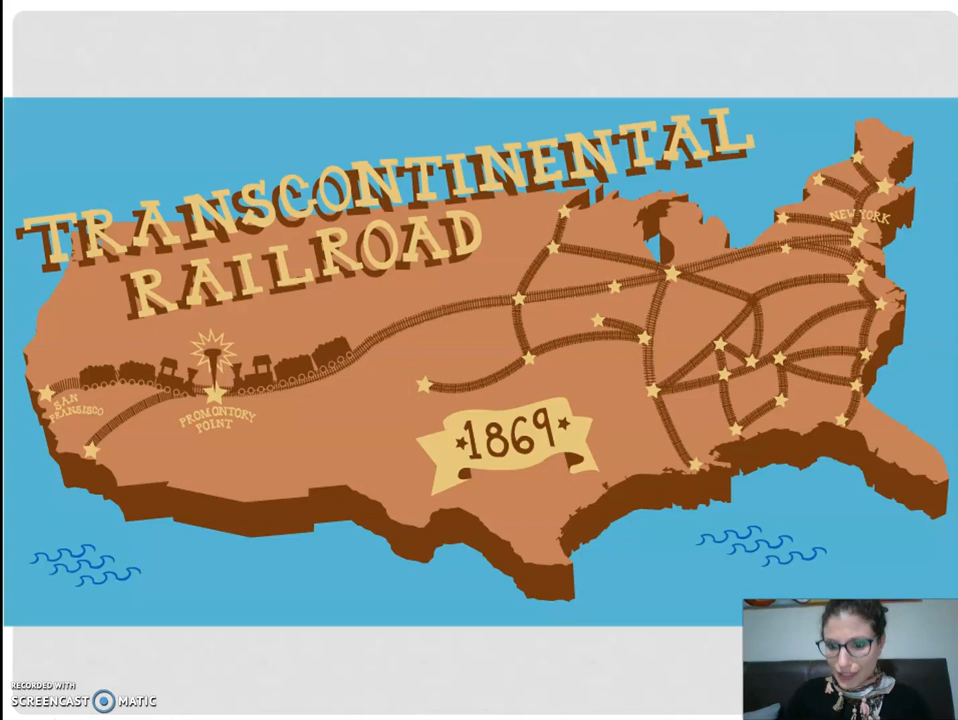 TRANSCONTINENTAL
RAILROAD
NEW YORK
SAN
FRANSISCO
PROMONTORY
POINT
1869
RECORDED WITH
SCREENCAST MATIC